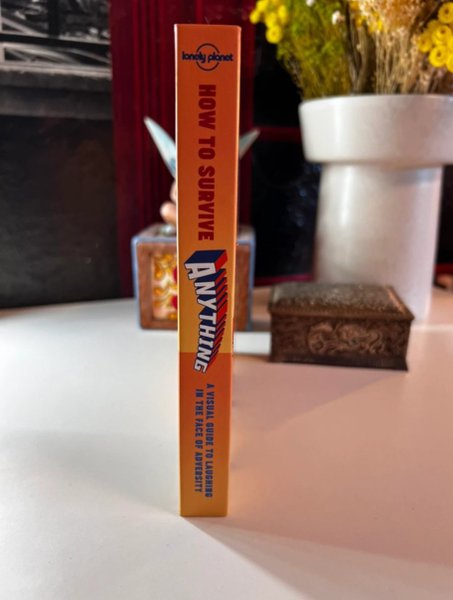 lonely planet
HOW TO SURVIVE
ANYTHING
A VISUAL GUIDE TO LAUGHING
IN THE FACE OF ADVERSITY